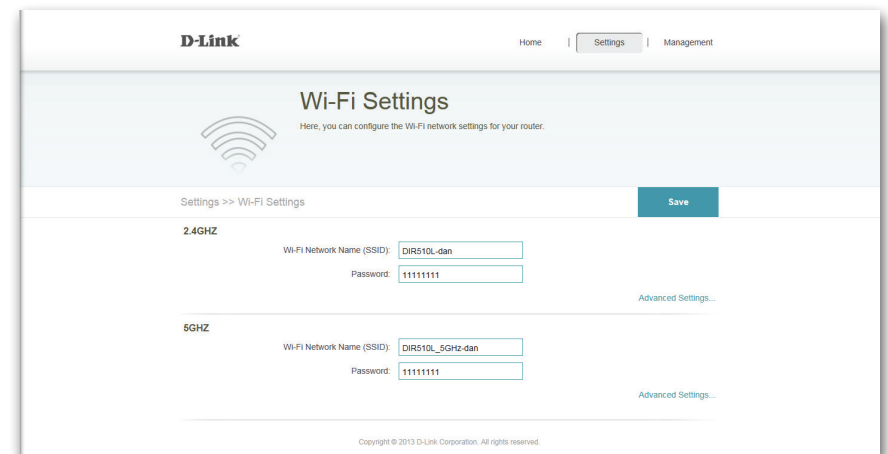 D-Link
Home | Settings | Management
Wi-Fi Settings
Here, you can configure the Wi-Fi network settings for your router.
Settings >> Wi-Fi Settings
Save
2.4GHZ
Wi-Fi Network Name (SSID): DIR510L-dan
Password: 11111111
Advanced Settings...
5GHZ
Wi-Fi Network Name (SSID): DIR510L_5GHz-dan
Password: 11111111
Advanced Settings...
Copyright © 2013 D-Link Corporation. All rights reserved.